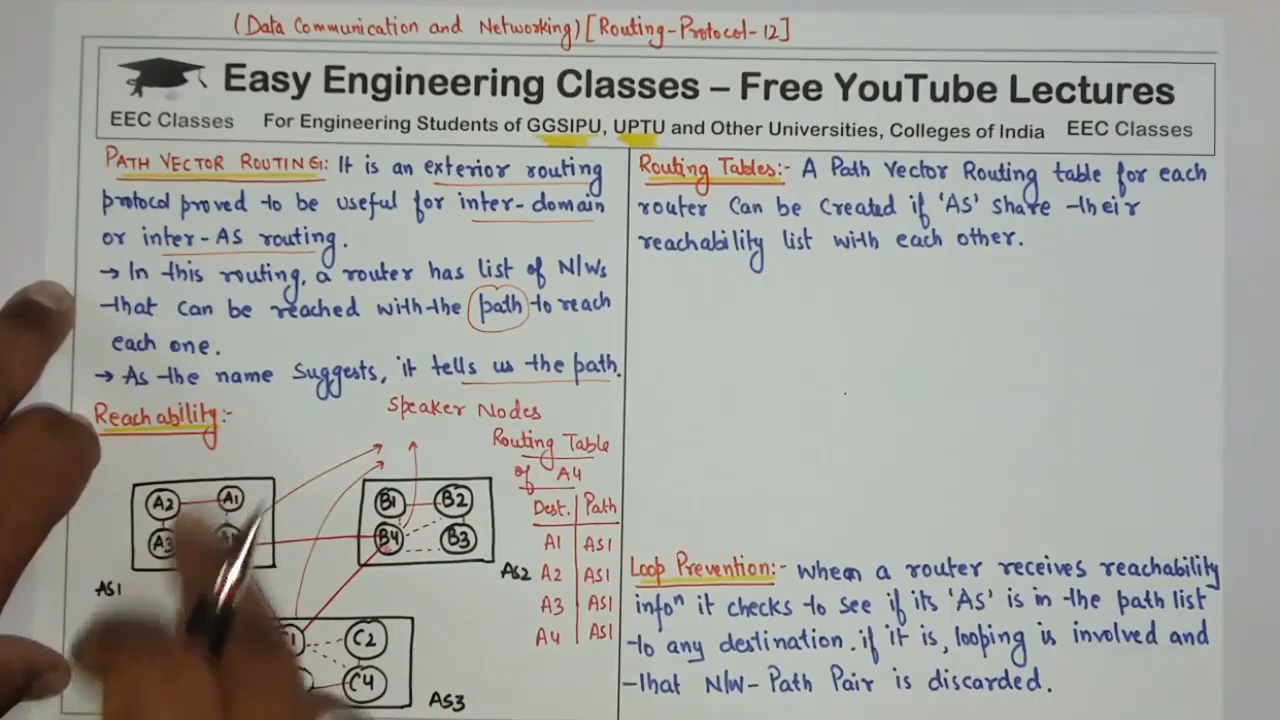 (Data Communication and Networking) [Routing-Protocol-12]
Easy Engineering Classes – Free YouTube Lectures
EEC Classes For Engineering Students of GGSIPU, UPTU and Other Universities, Colleges of India EEC Classes
PATH VECTOR ROUTING: It is an exterior routing
protocol proved to be useful for inter-domain
or inter-AS routing.
→ In this routing, a router has list of N/Ws
that can be reached with the path to reach
each one.
→ As the name suggests, it tells us the path.
Reachability:-
Speaker Nodes
A2 A1
A3
AS1
B1 B2
B4 B3
AS2
C2
C4
AS3
Routing Table
of A4
Dest. Path
A1 AS1
A2 AS1
A3 AS1
A4 AS1
Routing Tables:- A Path Vector Routing table for each
router Can be Created if 'AS' share their
reachability list with each other.
Loop Prevention:- When a router receives reachability
infoⁿ it checks to see if its 'AS' is in the path list
to any destination. if it is, looping is involved and
that N/W-Path Pair is discarded.